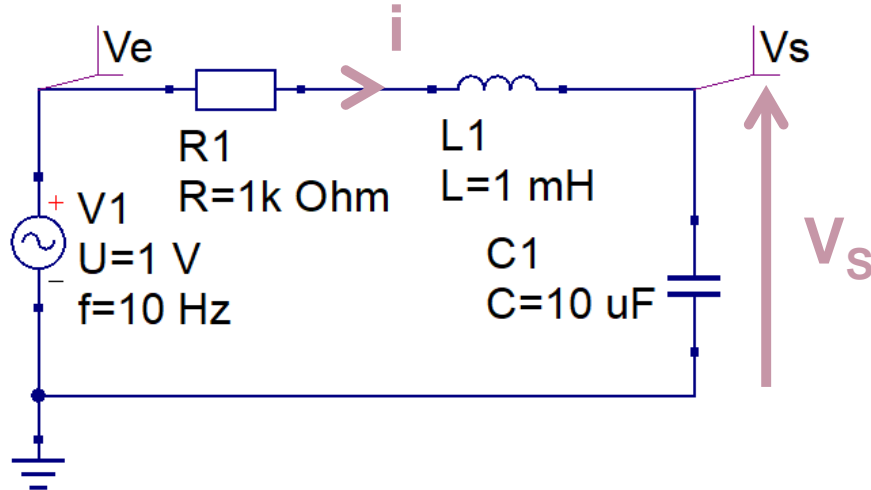 i
Ve
Vs
R1
R=1k Ohm
L1
L=1 mH
+
V1
U=1 V
f=10 Hz
−
C1
C=10 uF
Vs